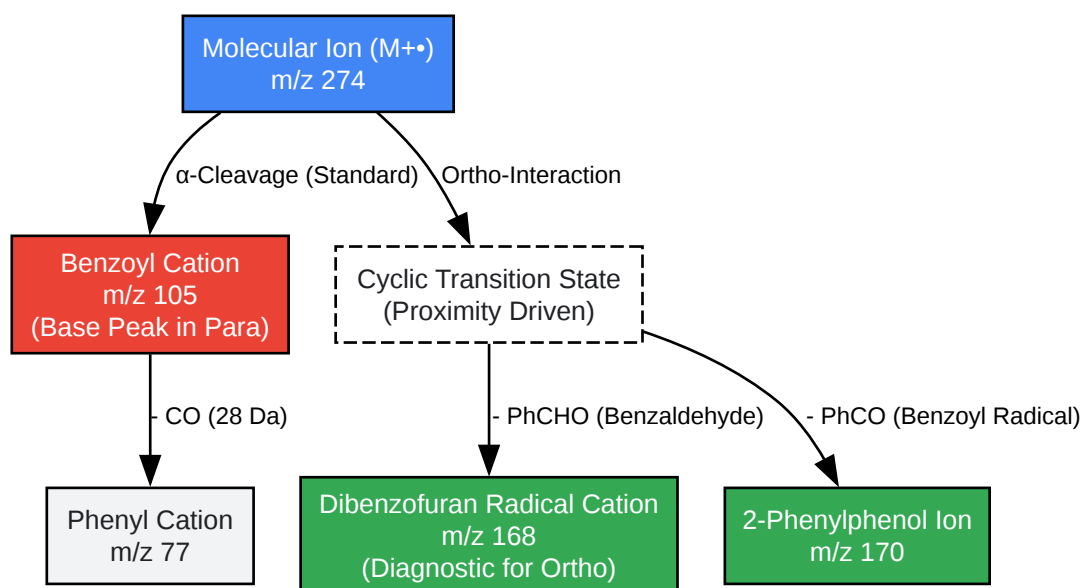 Molecular Ion (M+•)
m/z 274
α-Cleavage (Standard)
Ortho-Interaction
Benzoyl Cation
m/z 105
(Base Peak in Para)
Cyclic Transition State
(Proximity Driven)
- CO (28 Da)
- PhCHO (Benzaldehyde)
- PhCO (Benzoyl Radical)
Phenyl Cation
m/z 77
Dibenzofuran Radical Cation
m/z 168
(Diagnostic for Ortho)
2-Phenylphenol Ion
m/z 170